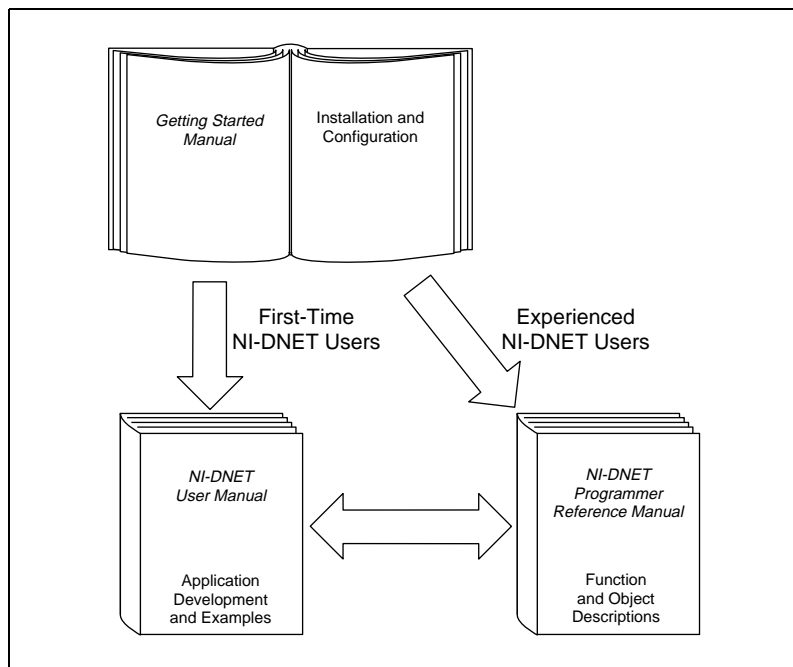 Getting Started
Manual
Installation and
Configuration
First-Time
NI-DNET Users
Experienced
NI-DNET Users
NI-DNET
User Manual
Application
Development
and Examples
NI-DNET
Programmer
Reference Manual
Function
and Object
Descriptions